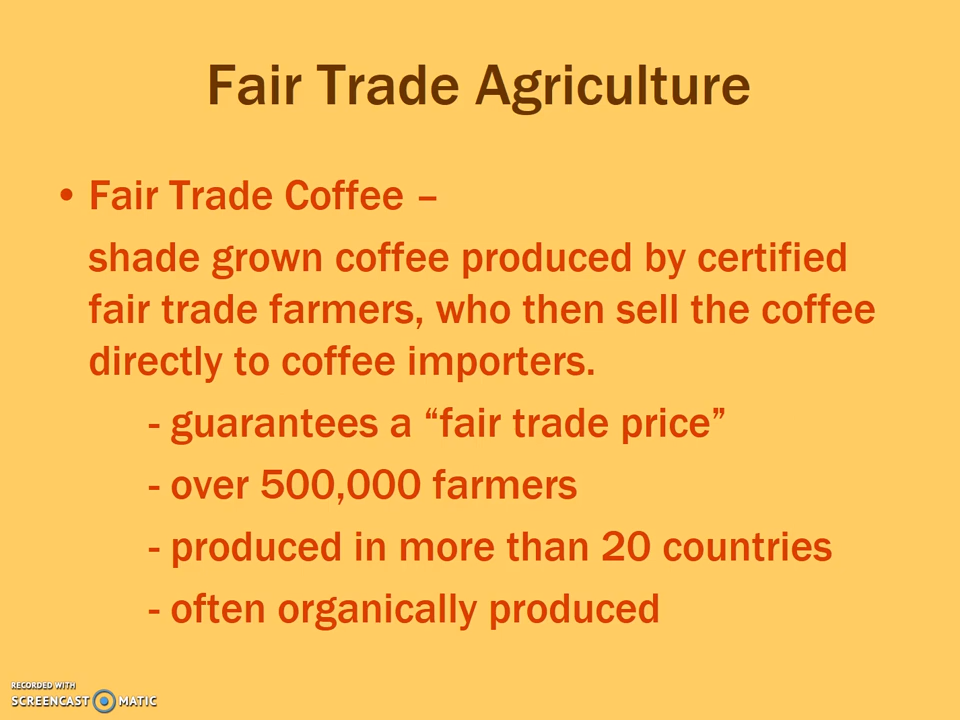 Fair Trade Agriculture
• Fair Trade Coffee –
shade grown coffee produced by certified
fair trade farmers, who then sell the coffee
directly to coffee importers.
- guarantees a “fair trade price”
- over 500,000 farmers
- produced in more than 20 countries
- often organically produced
RECORDED WITH
SCREENCAST MATIC